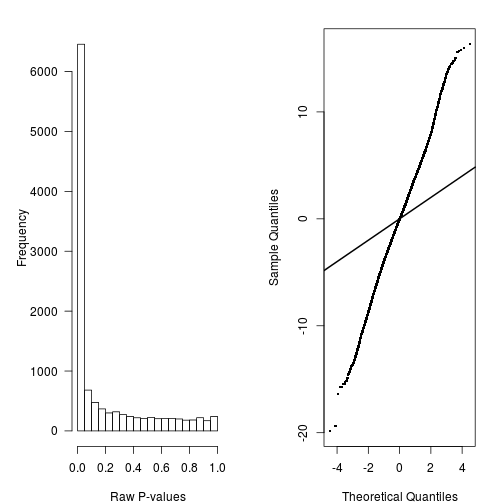 Frequency
6000
5000
4000
3000
2000
1000
0
0.0 0.2 0.4 0.6 0.8 1.0
Raw P-values
Sample Quantiles
10
0
-10
-20
-4 -2 0 2 4
Theoretical Quantiles